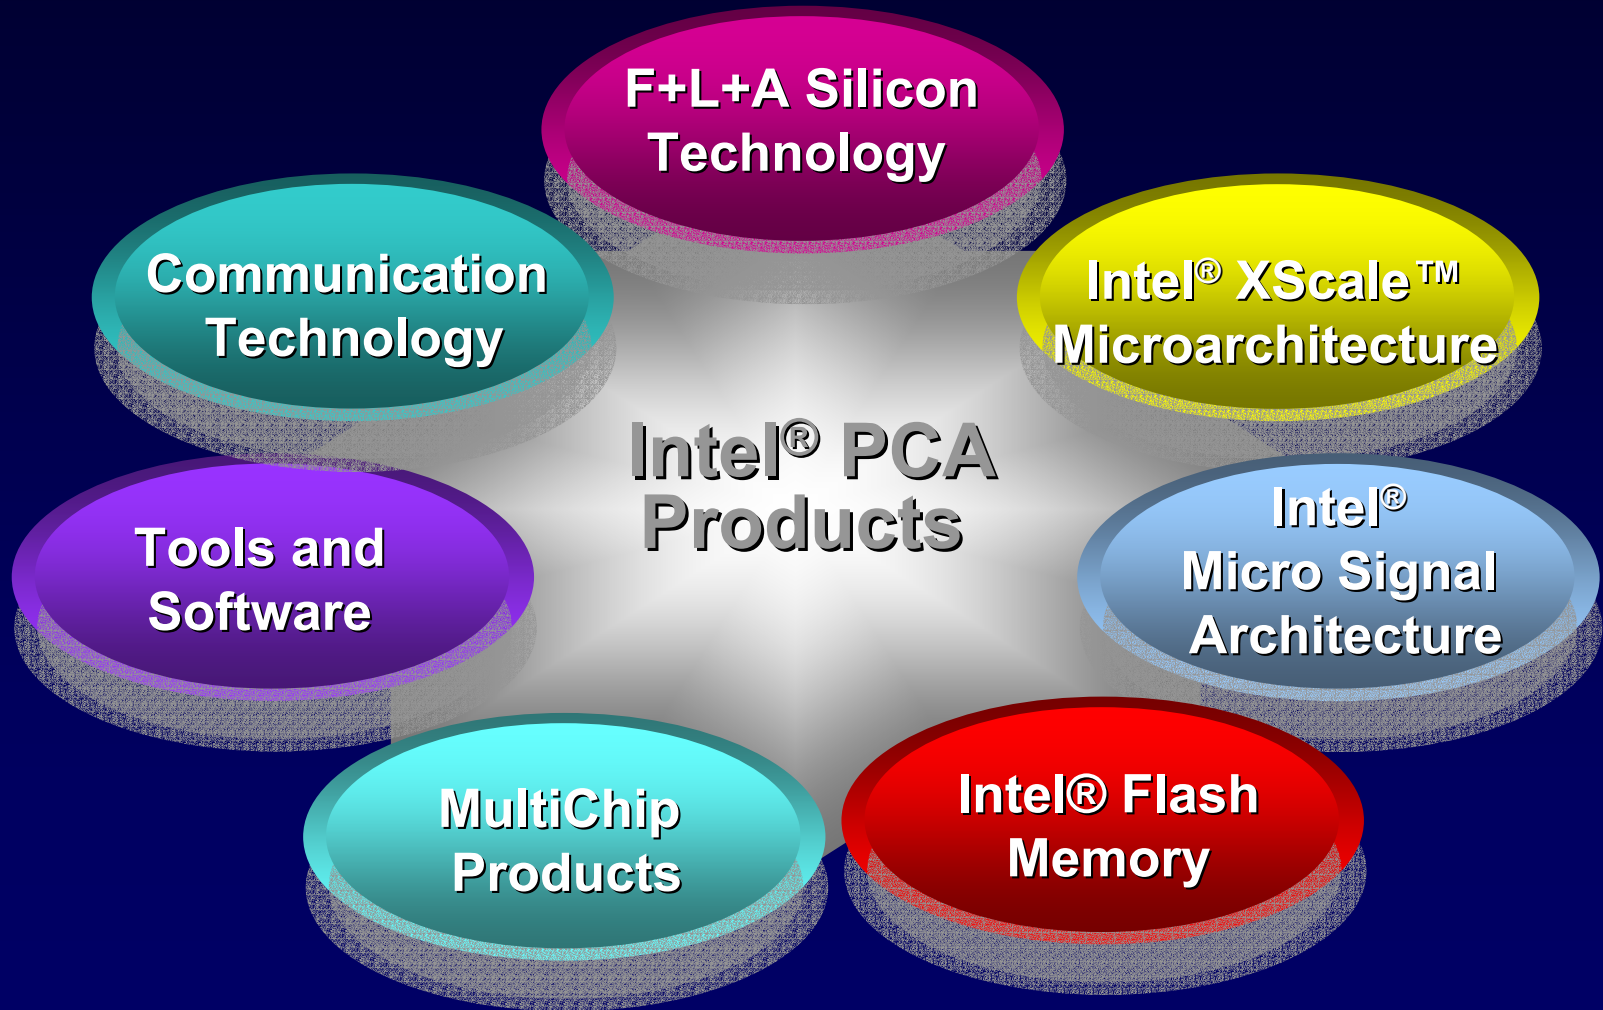 F+L+A Silicon
Technology
Communication
Technology
Intel® XScale™
Microarchitecture
Intel® PCA
Products
Tools and
Software
Intel®
Micro Signal
Architecture
MultiChip
Products
Intel® Flash
Memory